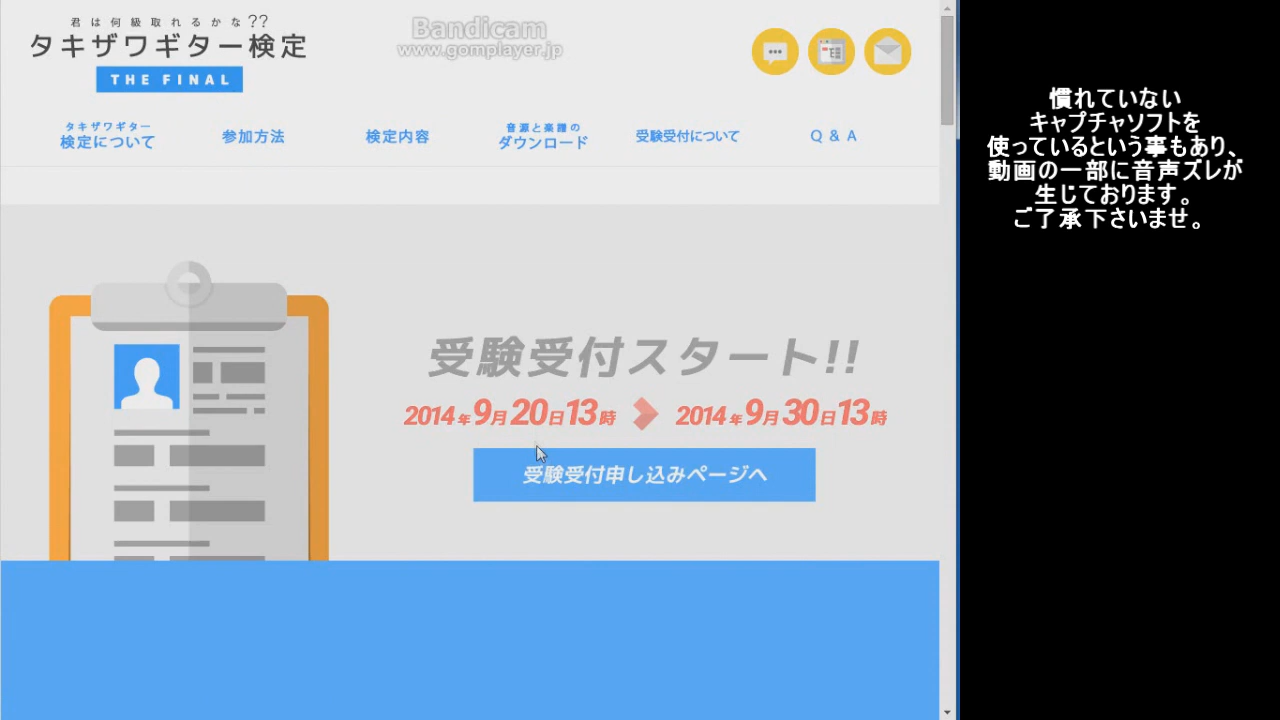 君は何級取れるかな??
タキザワギター検定
THE FINAL
Bandicam
www.gomplayer.jp
タキザワギター
検定について
参加方法
検定内容
音源と楽譜の
ダウンロード
受験受付について
Q & A
受験受付スタート!!
2014年9月20日13時
2014年9月30日13時
受験受付申し込みページへ
慣れていない
キャプチャソフトを
使っているという事もあり、
動画の一部に音声ズレが
生じております。
ご了承下さいませ。